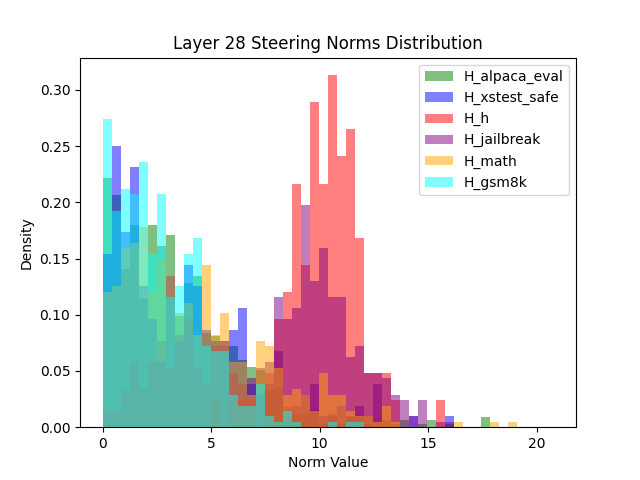 Layer 28 Steering Norms Distribution
0.30
0.25
0.20
0.15
0.10
0.05
0.00
Density
H_alpaca_eval
H_xstest_safe
H_h
H_jailbreak
H_math
H_gsm8k
0 5 10 15 20
Norm Value